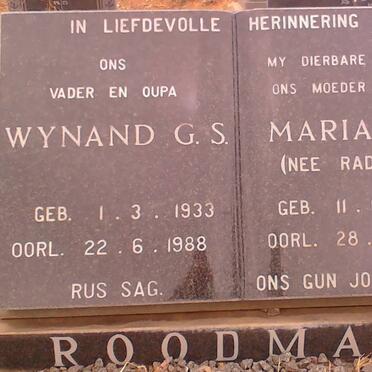 IN LIEFDEVOLLE HERINNERING
ONS
VADER EN OUPA
WYNAND G. S.
GEB. 1 . 3 . 1933
OORL. 22 . 6 . 1988
RUS SAG.
MY DIERBARE
ONS MOEDER
MARIA
(NEE RAD
GEB. 11 .
OORL. 28 .
ONS GUN JO
ROODMA